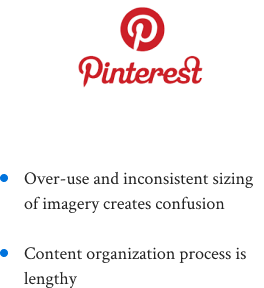 Pinterest
Over-use and inconsistent sizing
of imagery creates confusion
Content organization process is
lengthy